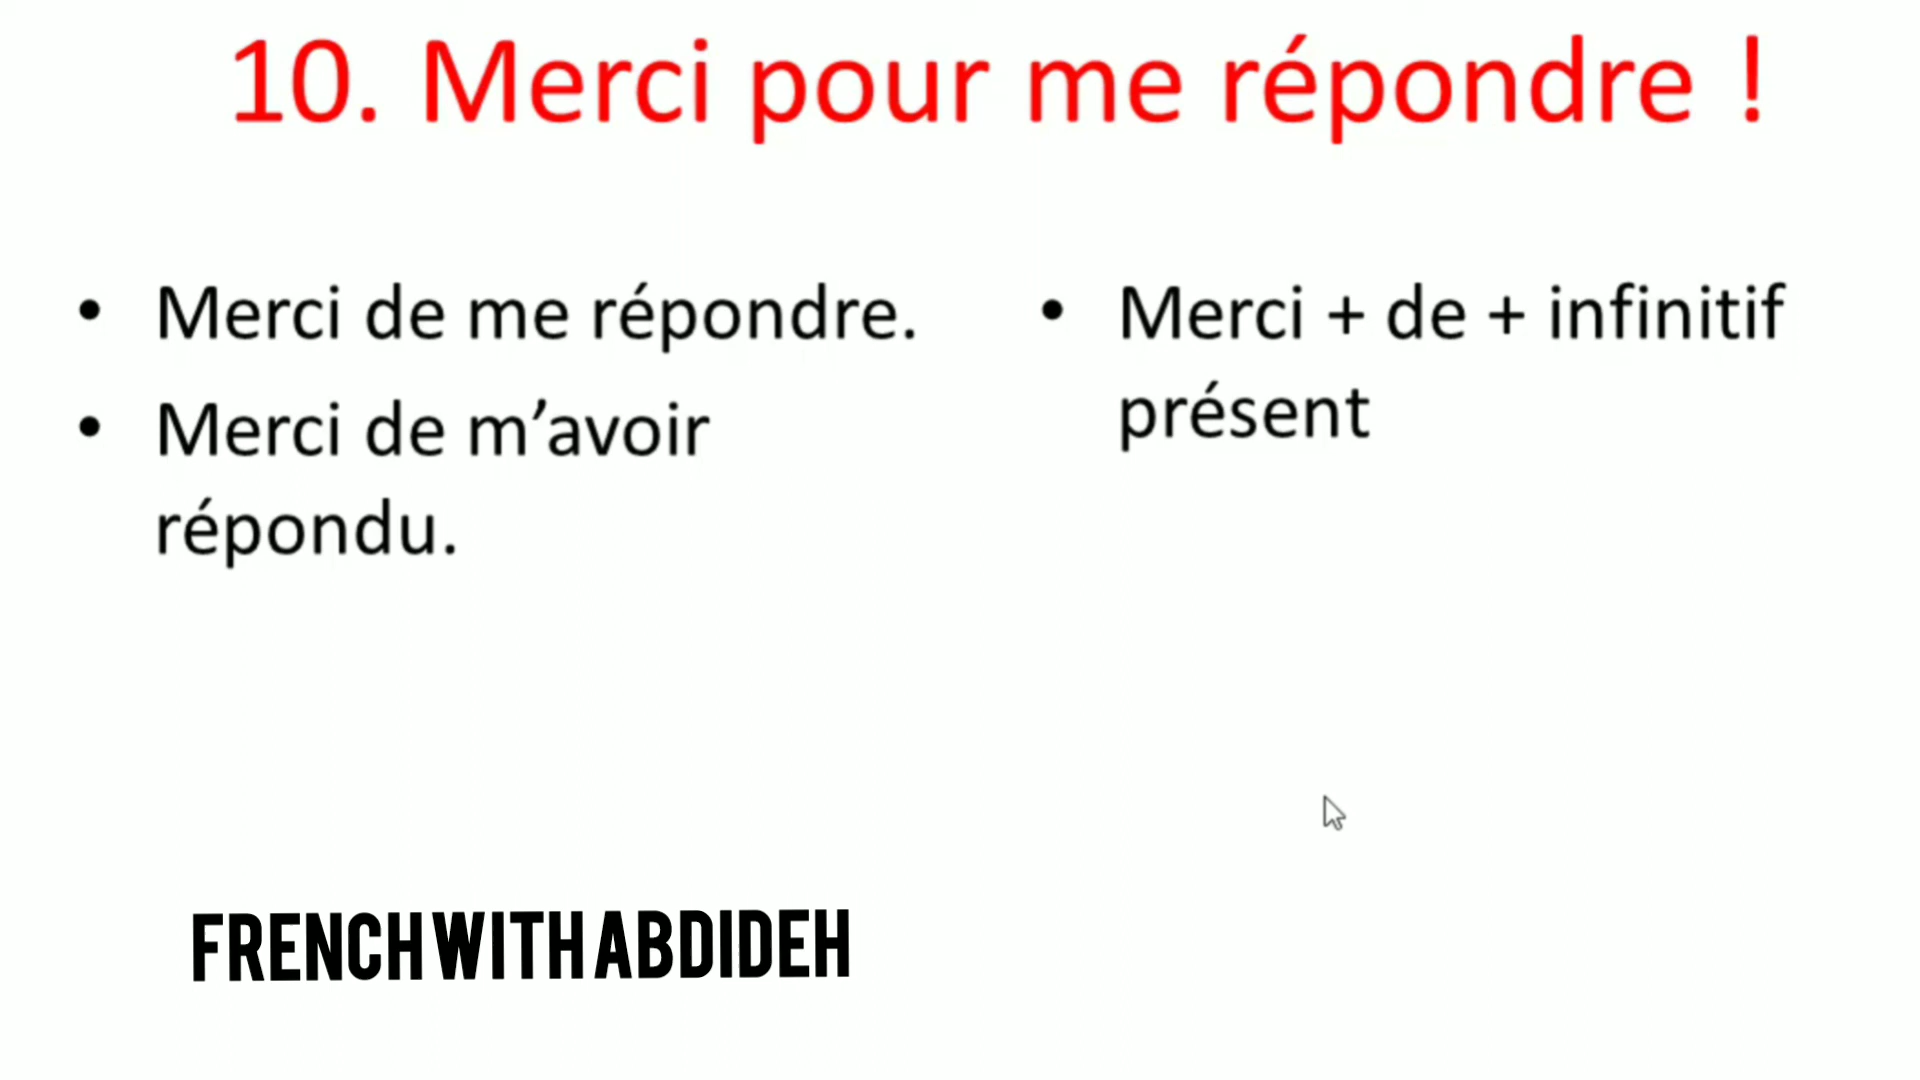 10. Merci pour me répondre !
• Merci de me répondre.
• Merci de m’avoir
répondu.
• Merci + de + infinitif
présent
FRENCH WITH ABDIDEH